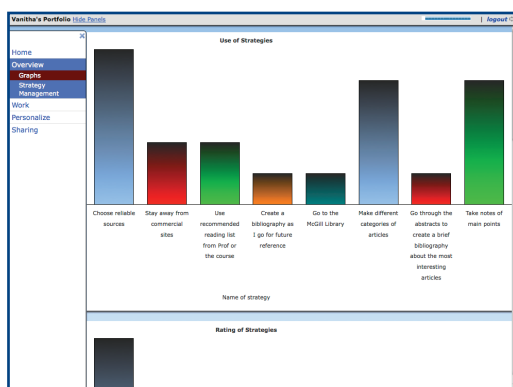 Vanitha's Portfolio Hide Panels
| logout
Use of Strategies
Home
Overview
Graphs
Strategy
Management
Work
Personalize
Sharing
Choose reliable
sources
Stay away from
commercial
sites
Use
recommended
reading list
from Prof or
the course
Create a
bibliography as
I go for future
reference
Go to the
McGill Library
Make different
categories of
articles
Go through the
abstracts to
create a brief
bibliography
about the most
interesting
articles
Take notes of
main points
Name of strategy
Rating of Strategies